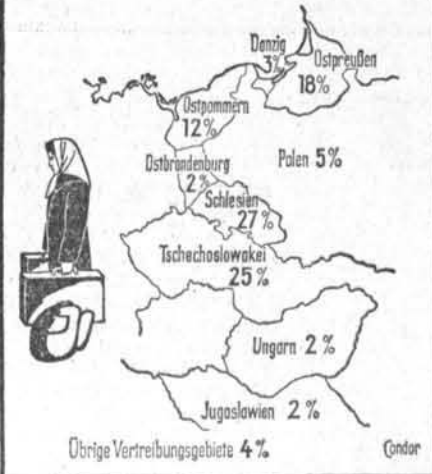 Danzig
3%
Ostpreußen
18%
Ostpommern
12%
Ostbrandenburg
2%
Polen 5%
Schlesien
27%
Tschechoslowakei
25%
Ungarn 2%
Jugoslawien 2%
Übrige Vertreibungsgebiete 4%
Condor